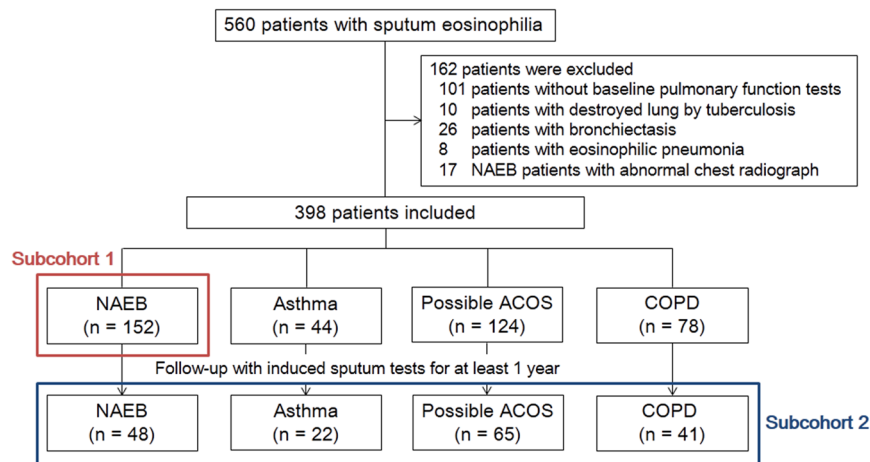 560 patients with sputum eosinophilia
162 patients were excluded
101 patients without baseline pulmonary function tests
10 patients with destroyed lung by tuberculosis
26 patients with bronchiectasis
8 patients with eosinophilic pneumonia
17 NAEB patients with abnormal chest radiograph
398 patients included
Subcohort 1
NAEB
(n = 152)
Asthma
(n = 44)
Possible ACOS
(n = 124)
COPD
(n = 78)
Follow-up with induced sputum tests for at least 1 year
NAEB
(n = 48)
Asthma
(n = 22)
Possible ACOS
(n = 65)
COPD
(n = 41)
Subcohort 2